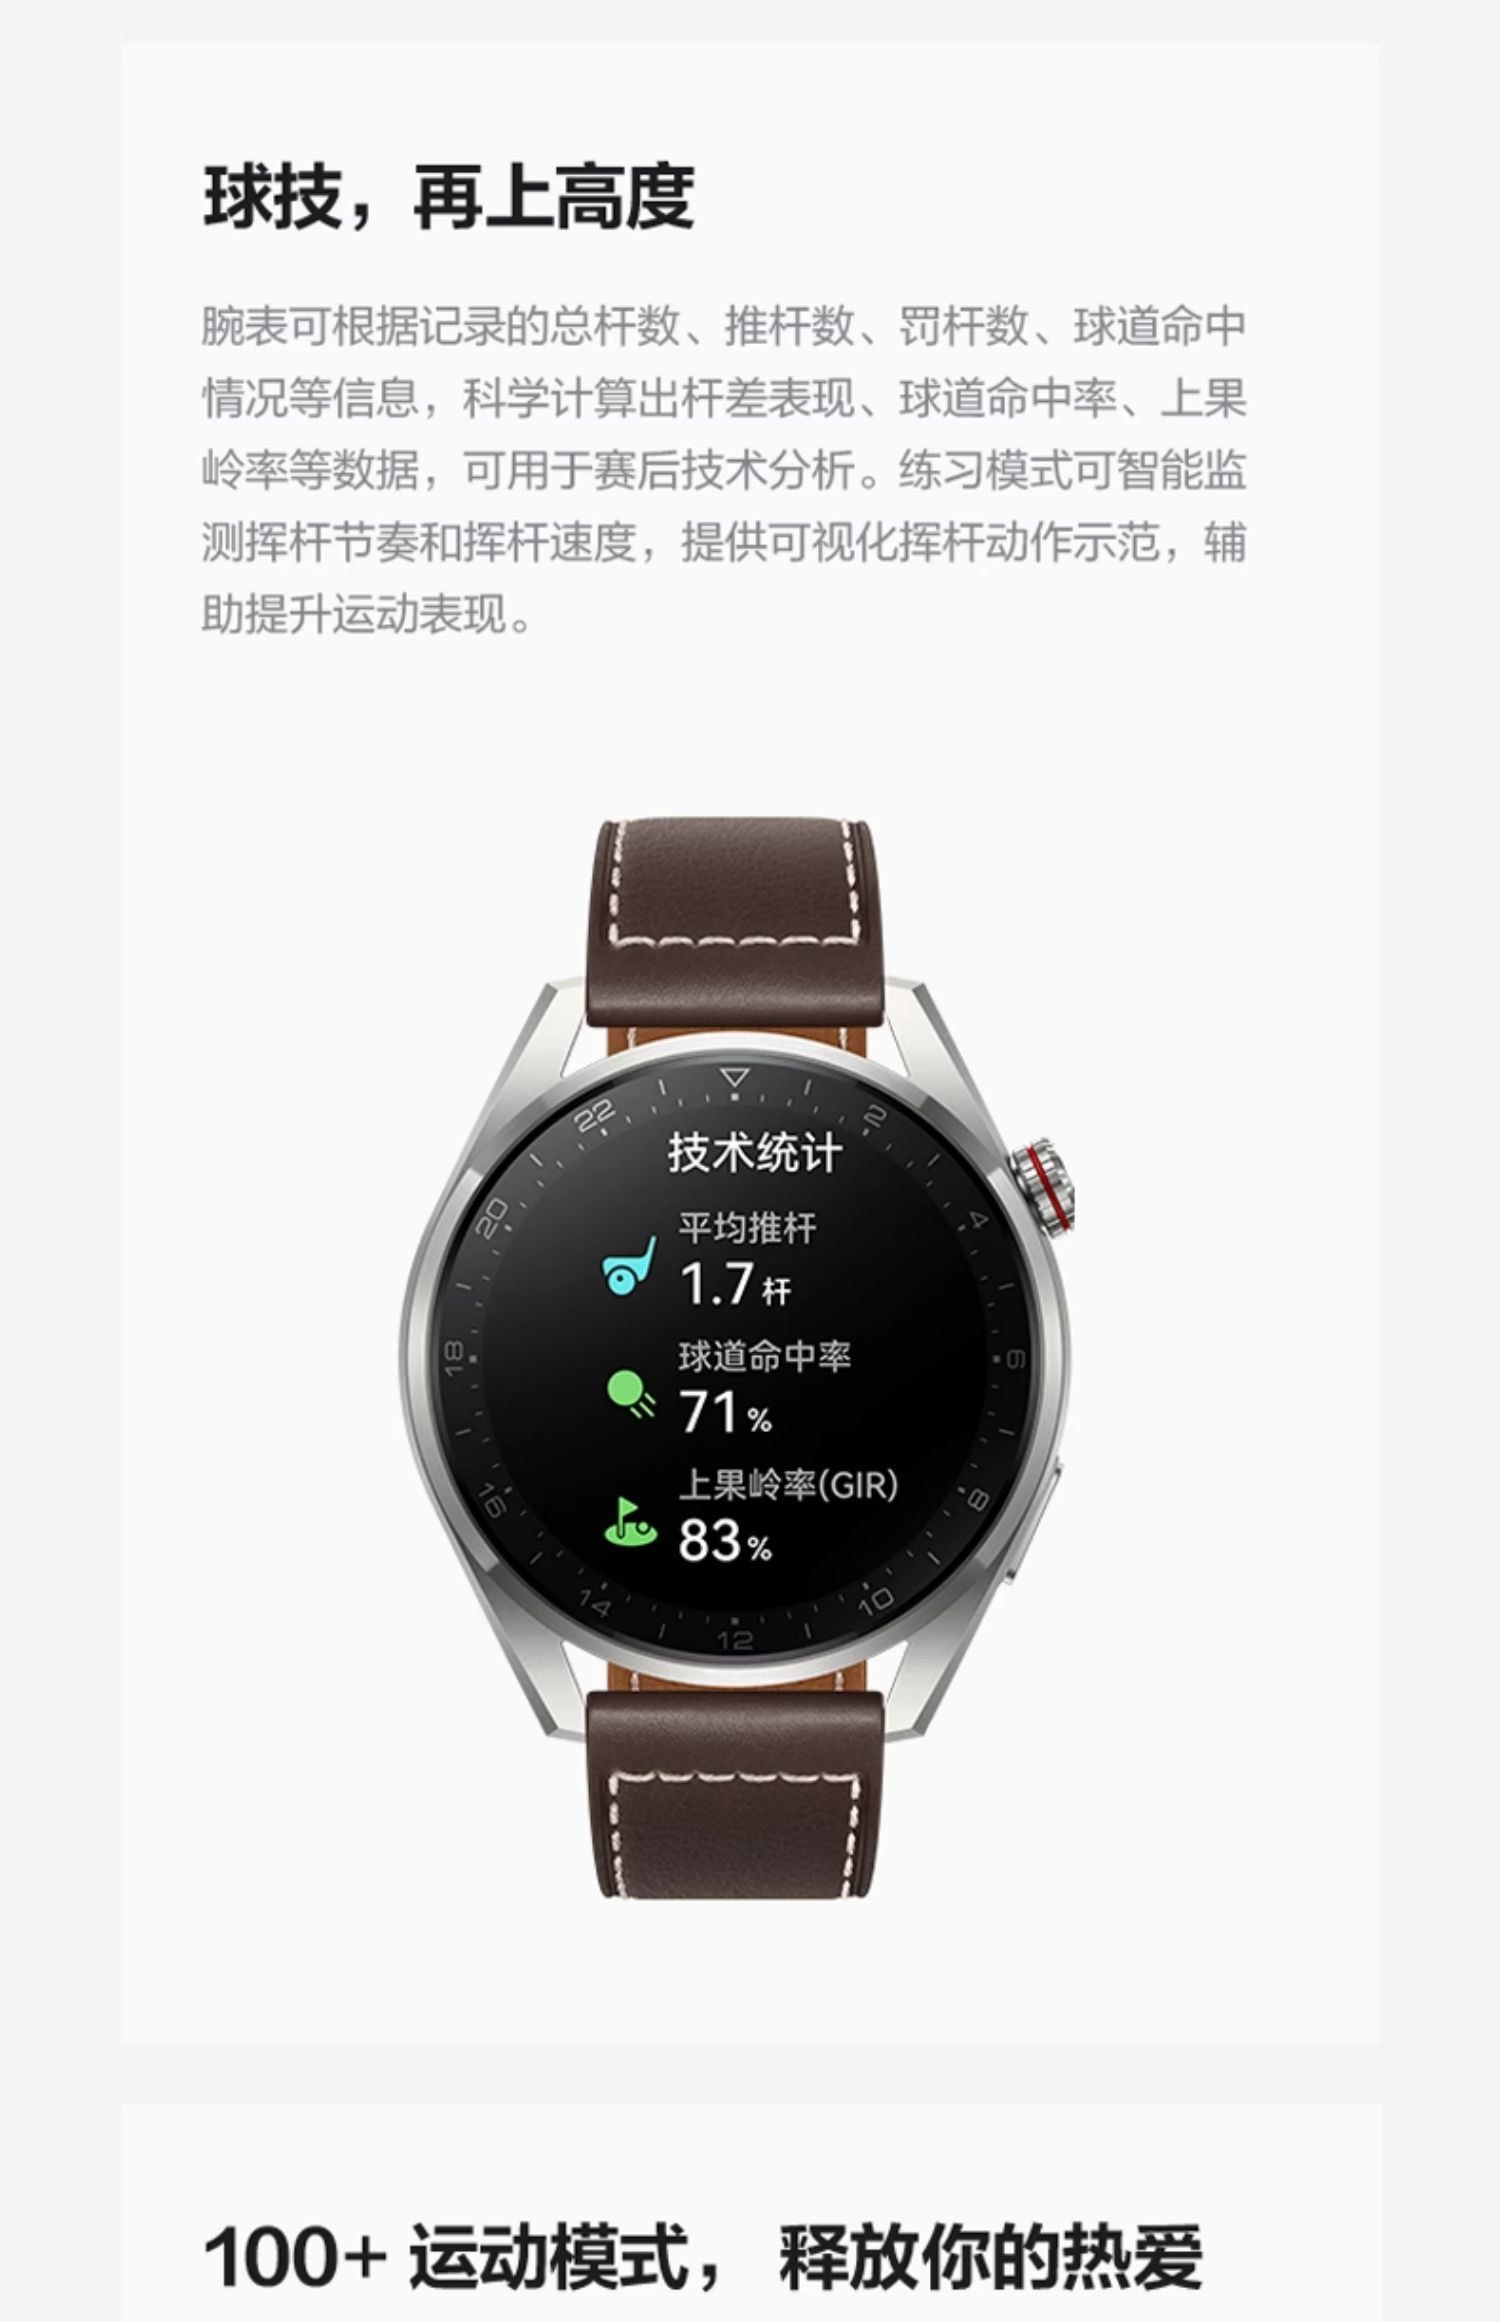 球技，再上高度
腕表可根据记录的总杆数、推杆数、罚杆数、球道命中
情况等信息，科学计算出杆差表现、球道命中率、上果
岭率等数据，可用于赛后技术分析。练习模式可智能监
测挥杆节奏和挥杆速度，提供可视化挥杆动作示范，辅
助提升运动表现。
22
2
技术统计
20
4
平均推杆
1.7杆
18
6
球道命中率
71%
16
8
上果岭率(GIR)
83%
14
10
12
100+ 运动模式， 释放你的热爱